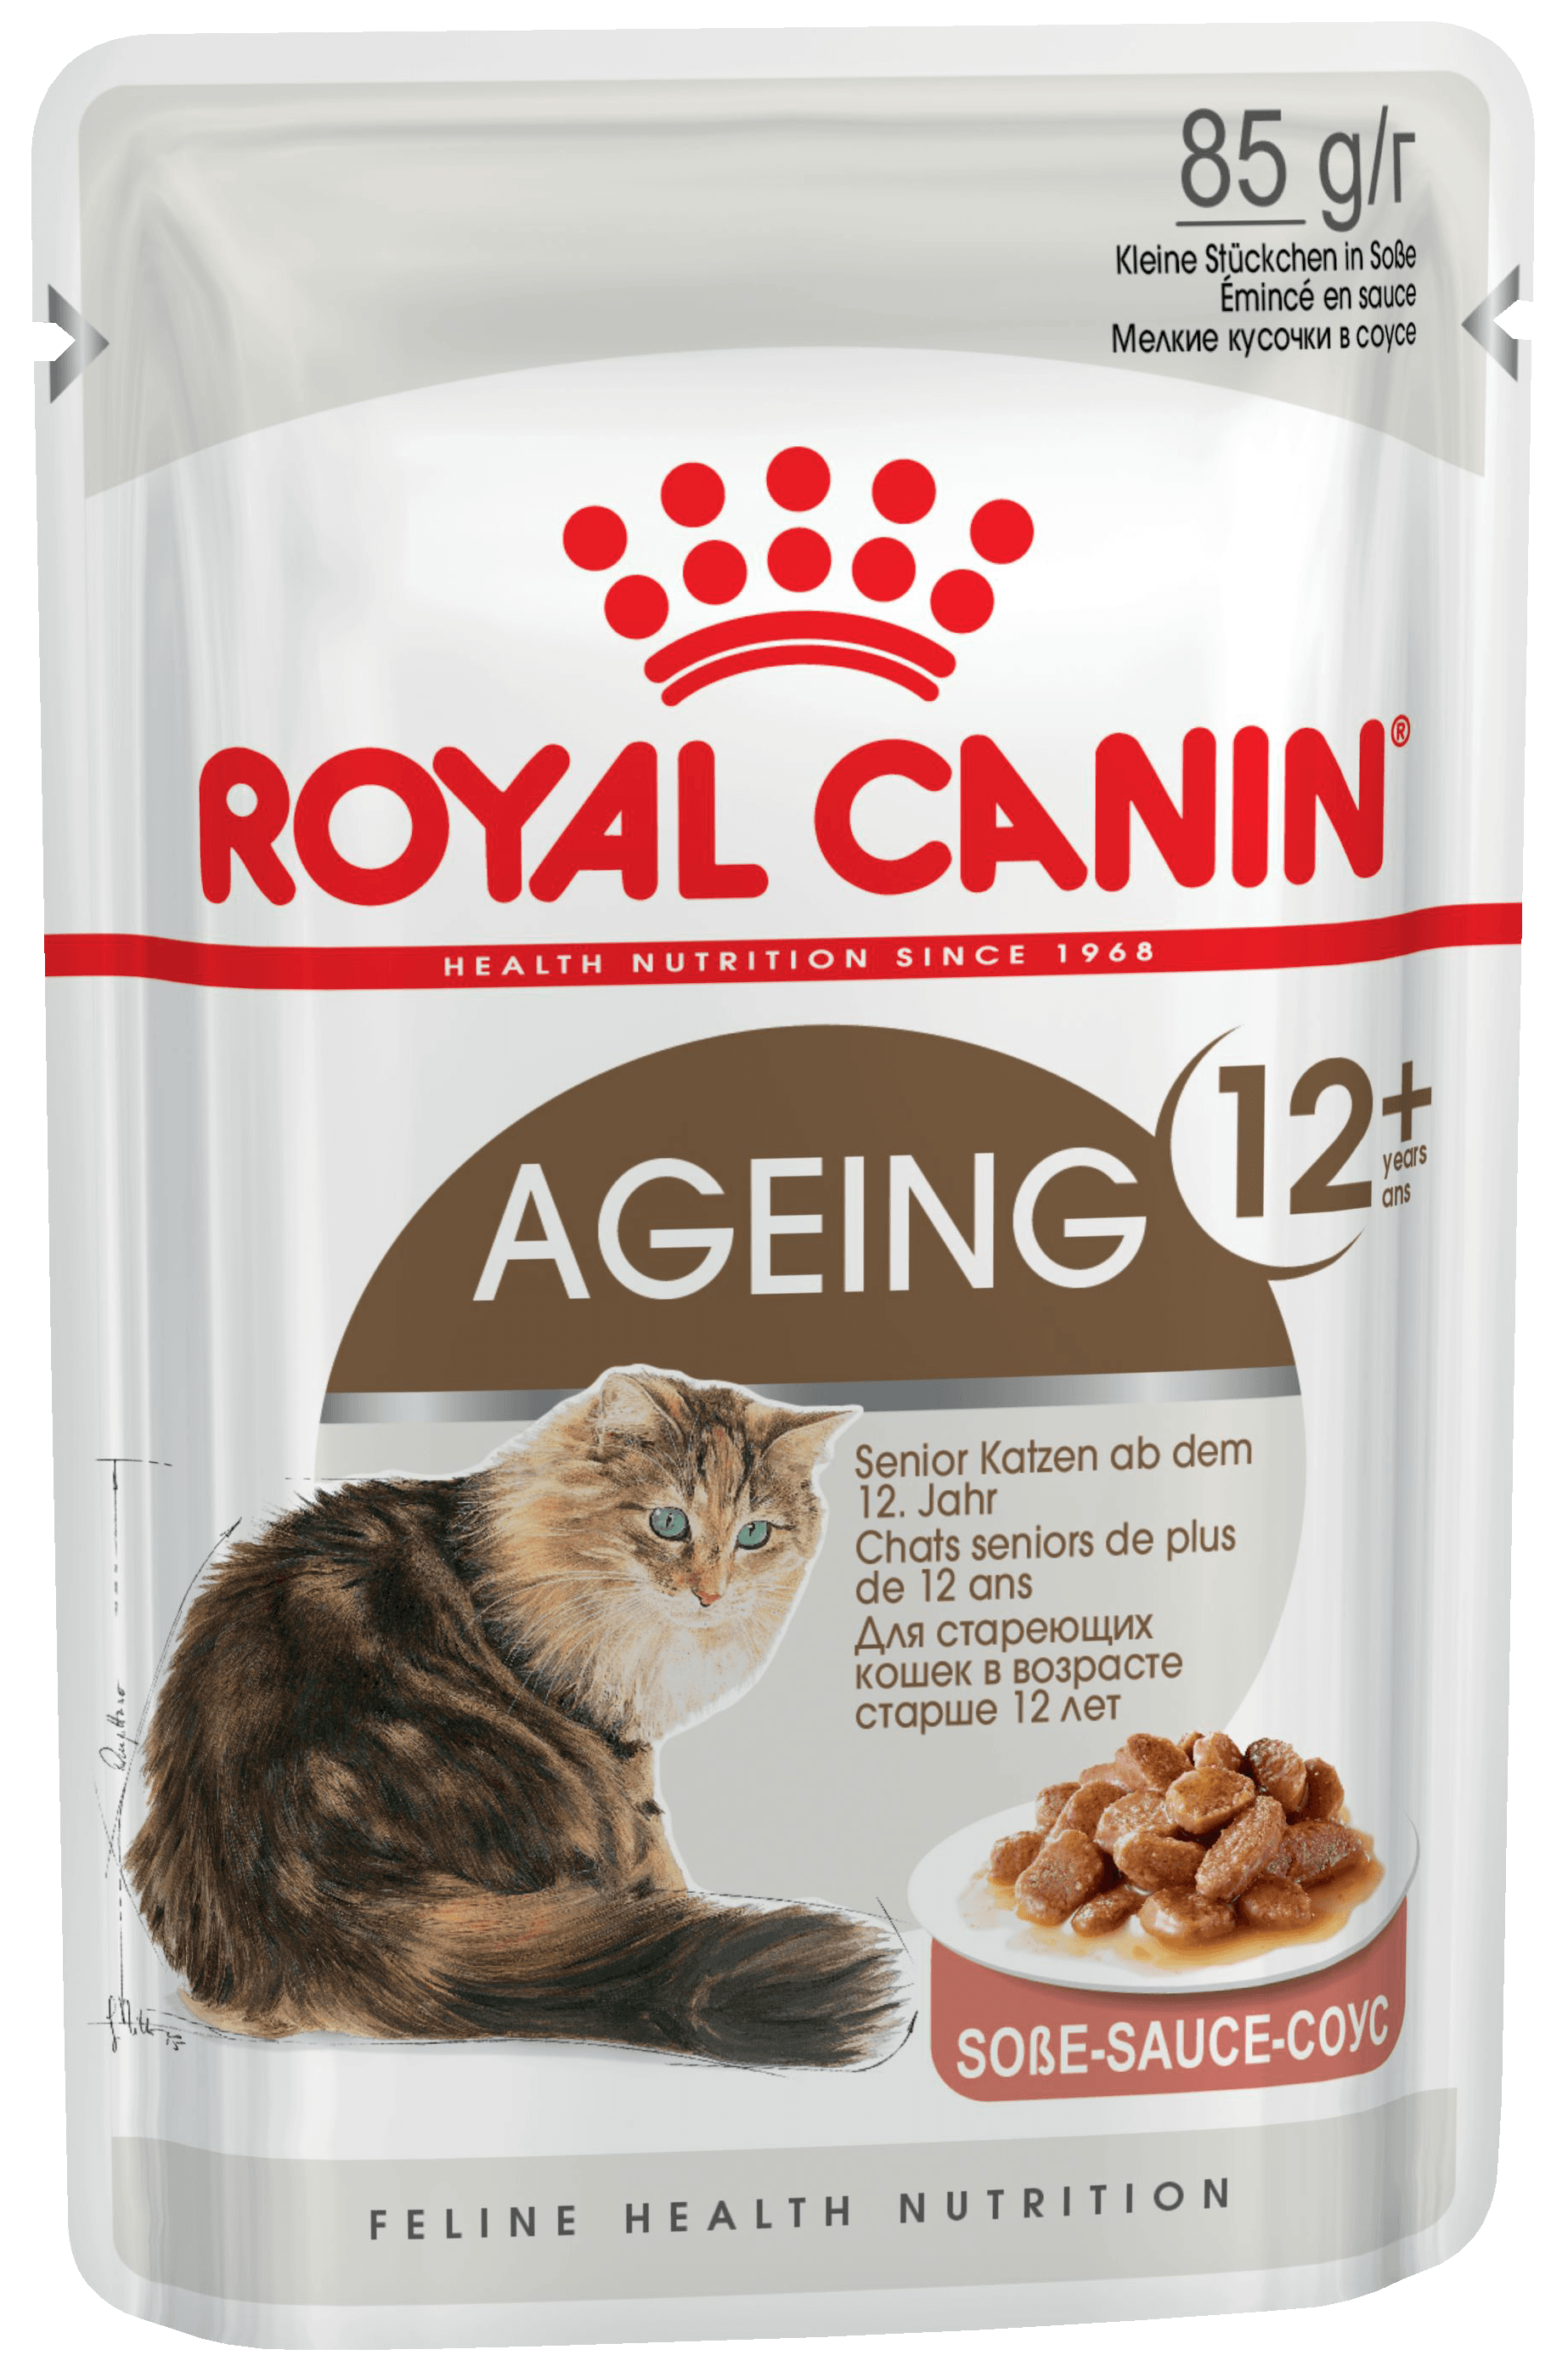 85 g/г
Kleine Stückchen in Soße
Émincé en sauce
Мелкие кусочки в соусе
ROYAL CANIN®
HEALTH NUTRITION SINCE 1968
AGEING 12+
years
ans
Senior Katzen ab dem
12. Jahr
Chats seniors de plus
de 12 ans
Для стареющих
кошек в возрасте
старше 12 лет
SOßE-SAUCE-СОУС
FELINE HEALTH NUTRITION